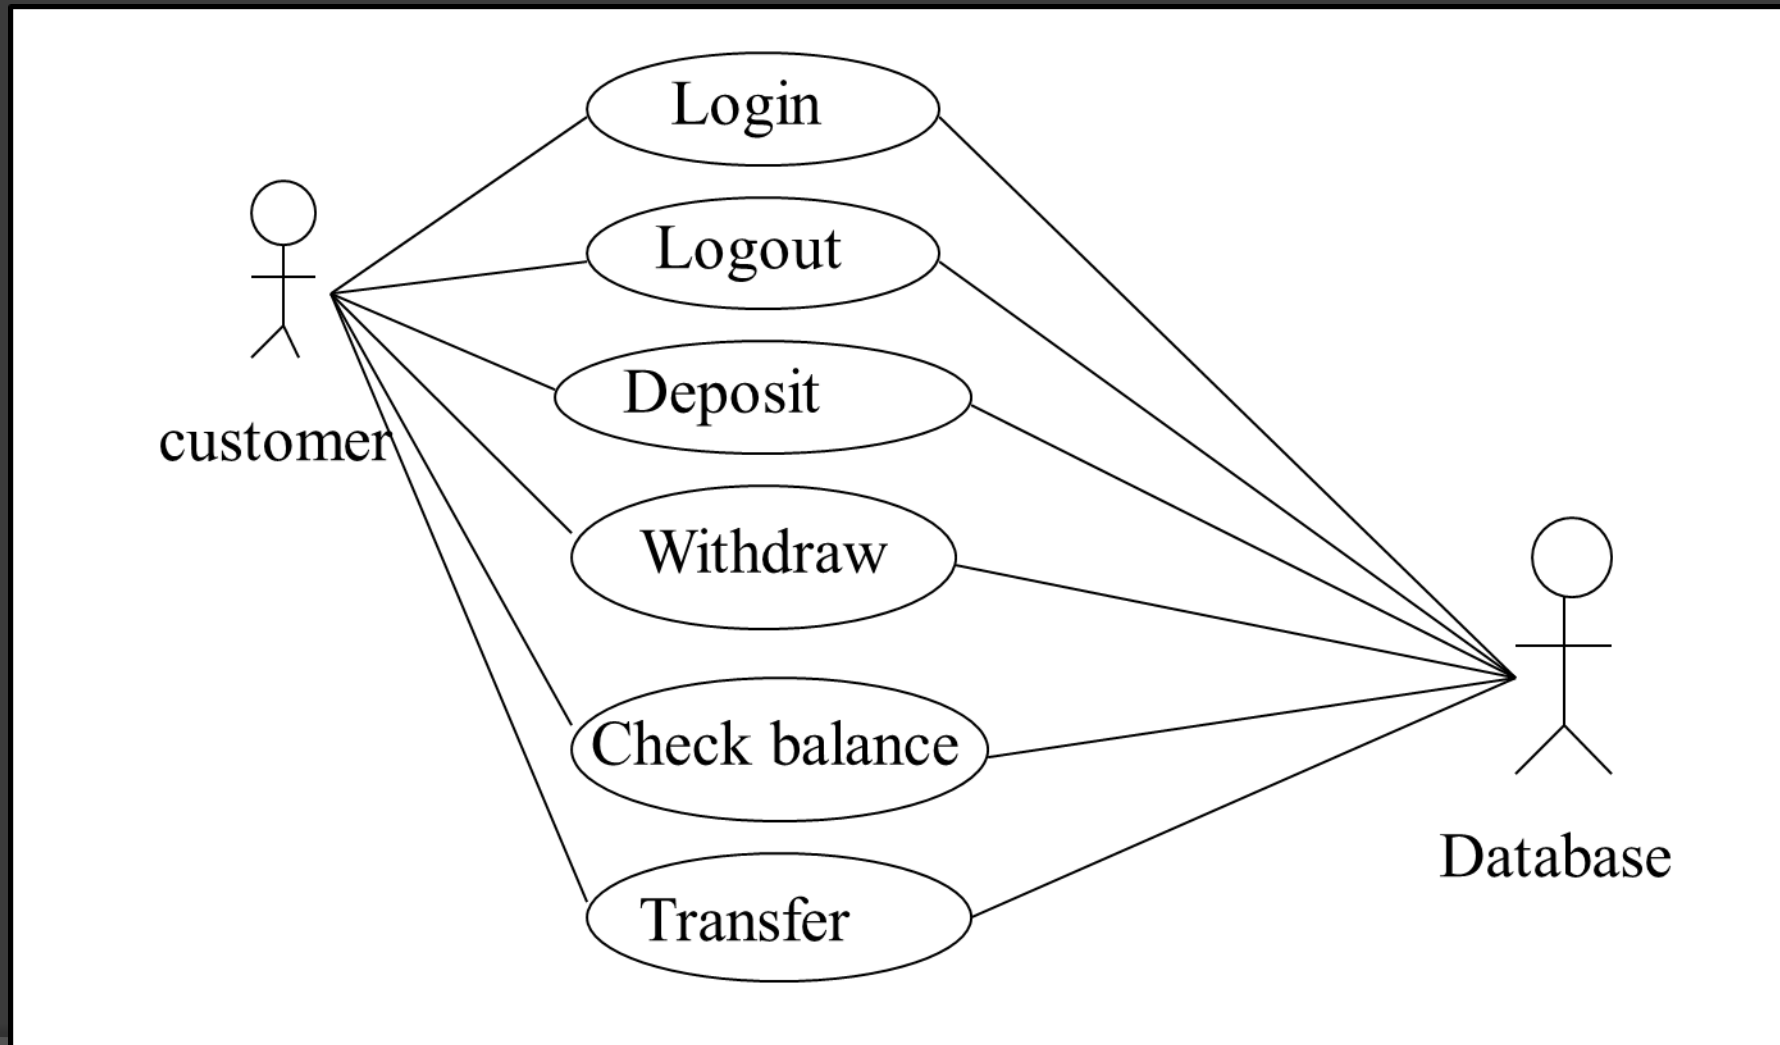 Login
Logout
Deposit
customer
Withdraw
Check balance
Database
Transfer